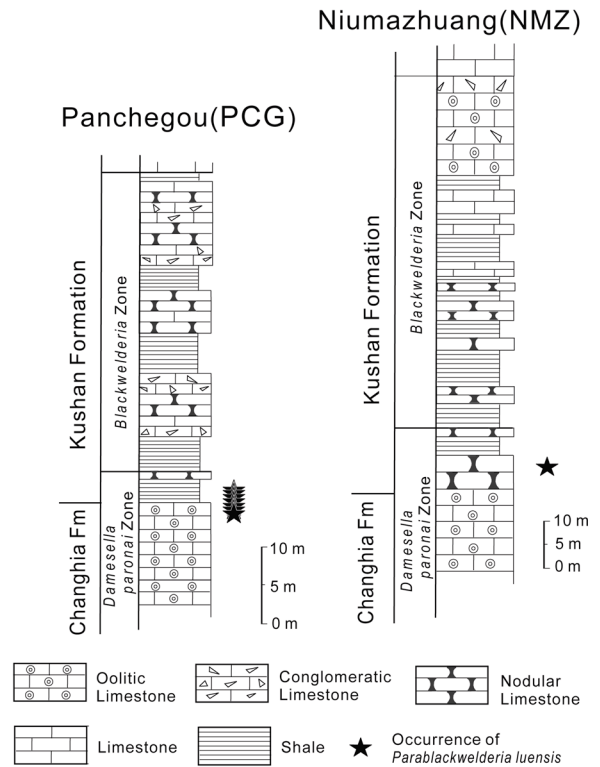 Niumazhuang(NMZ)
Panchegou(PCG)
Kushan Formation
Changhia Fm
Blackwelderia Zone
Damesella
paronai Zone
10 m
5 m
0 m
Kushan Formation
Changhia Fm
Blackwelderia Zone
Damesella
paronai Zone
10 m
5 m
0 m
Oolitic
Limestone
Conglomeratic
Limestone
Nodular
Limestone
Limestone
Shale
Occurrence of
Parablackwelderia luensis